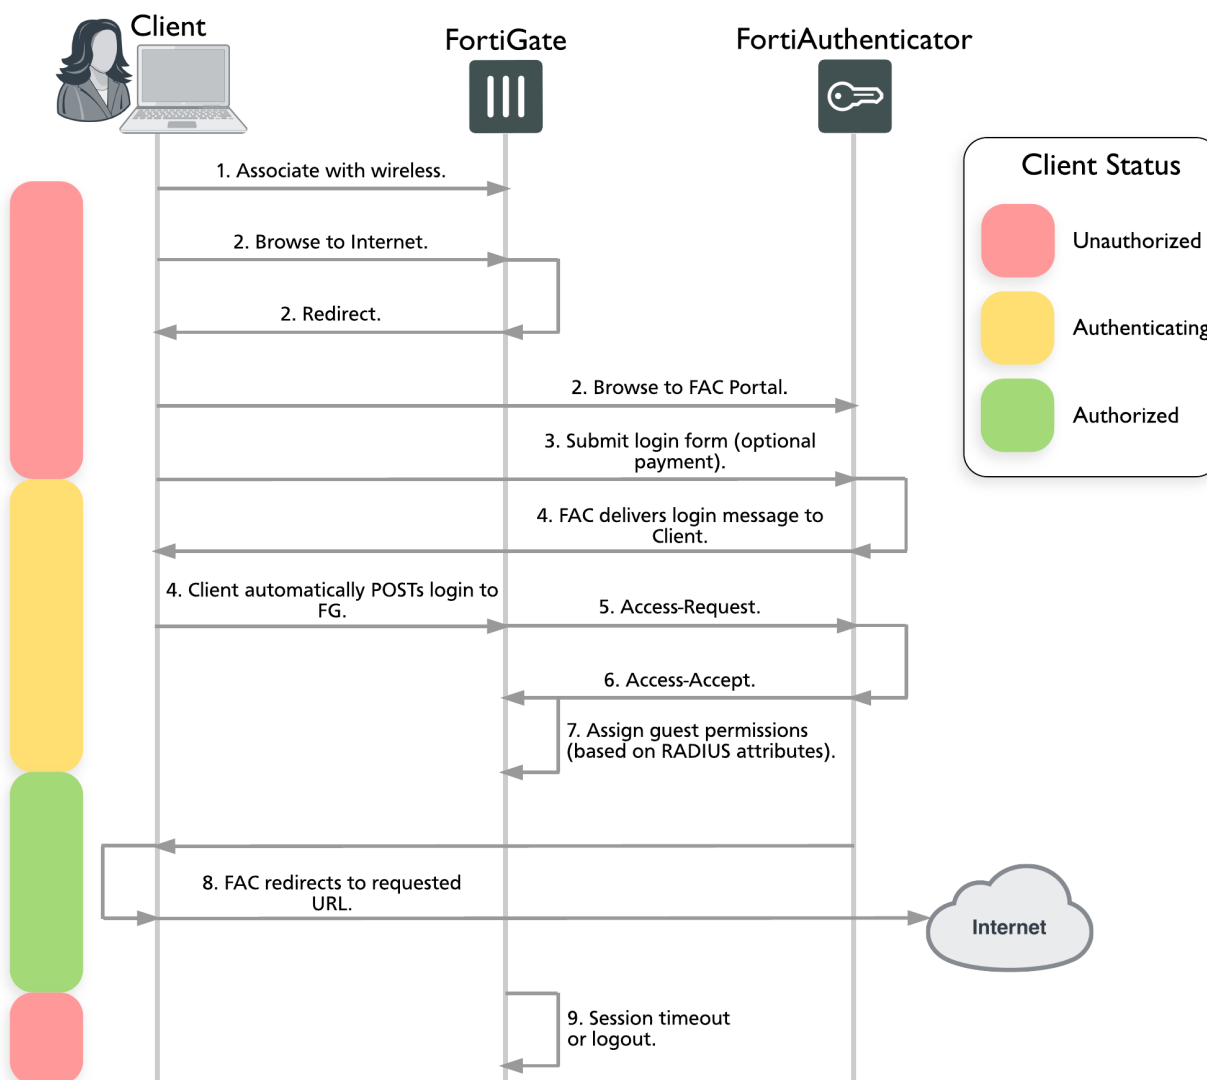 Client
FortiGate
FortiAuthenticator
Client Status
Unauthorized
Authenticating
Authorized
1. Associate with wireless.
2. Browse to Internet.
2. Redirect.
2. Browse to FAC Portal.
3. Submit login form (optional
payment).
4. FAC delivers login message to
Client.
4. Client automatically POSTs login to
FG.
5. Access-Request.
6. Access-Accept.
7. Assign guest permissions
(based on RADIUS attributes).
8. FAC redirects to requested
URL.
Internet
9. Session timeout
or logout.